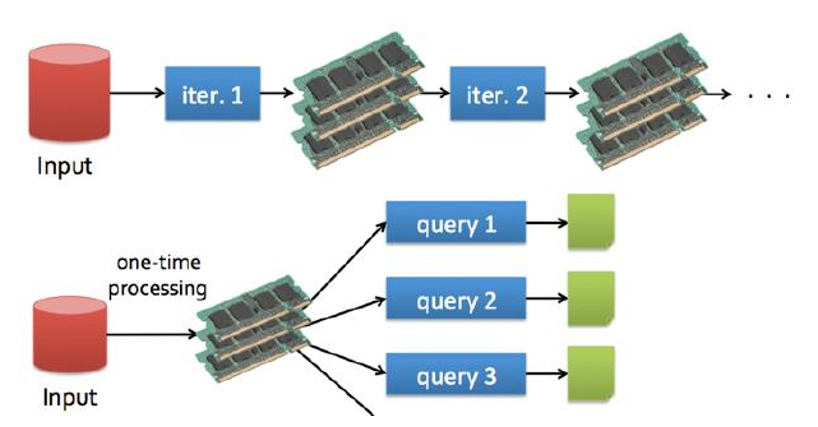 iter. 1
iter. 2
. . .
Input
query 1
one-time
processing
query 2
query 3
Input